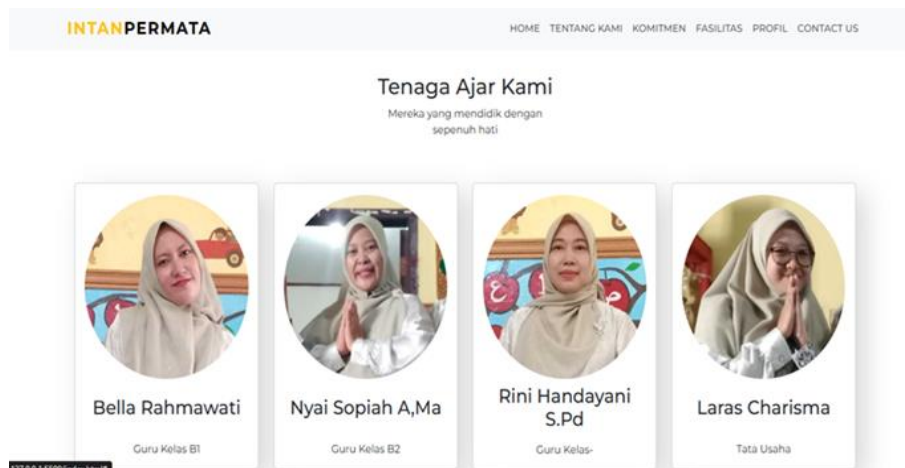 INTANPERMATA
HOME TENTANG KAMI KOMITMEN FASILITAS PROFIL CONTACT US
Tenaga Ajar Kami
Mereka yang mendidik dengan
sepenuh hati
Bella Rahmawati
Guru Kelas B1
Nyai Sopiah A,Ma
Guru Kelas B2
Rini Handayani
S.Pd
Guru Kelas-
Laras Charisma
Tata Usaha